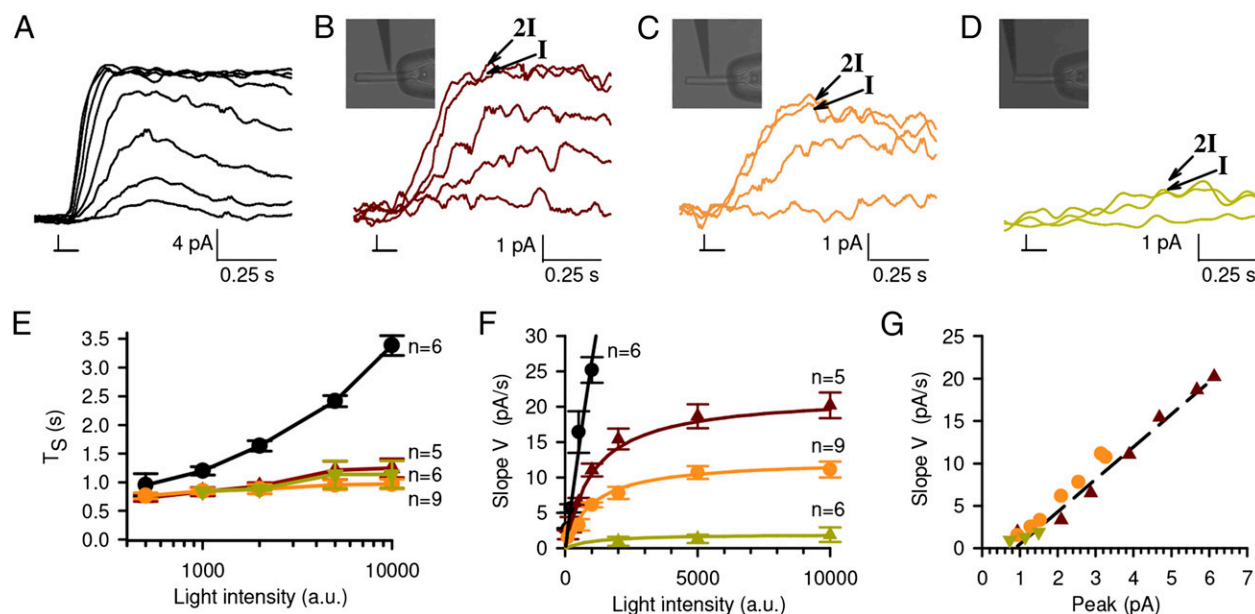 A
4 pA
0.25 s
B
2I
I
1 pA
0.25 s
C
2I
I
1 pA
0.25 s
D
2I
I
1 pA
0.25 s
E
3.5
3.0
2.5
2.0
1.5
1.0
0.5
0.0
TS (s)
n=6
n=5
n=6
n=9
1000
10000
Light intensity (a.u.)
F
30
25
20
15
10
5
0
Slope V (pA/s)
n=6
n=5
n=9
n=6
0
5000
10000
Light intensity (a.u.)
G
25
20
15
10
5
0
Slope V (pA/s)
0 1 2 3 4 5 6 7
Peak (pA)